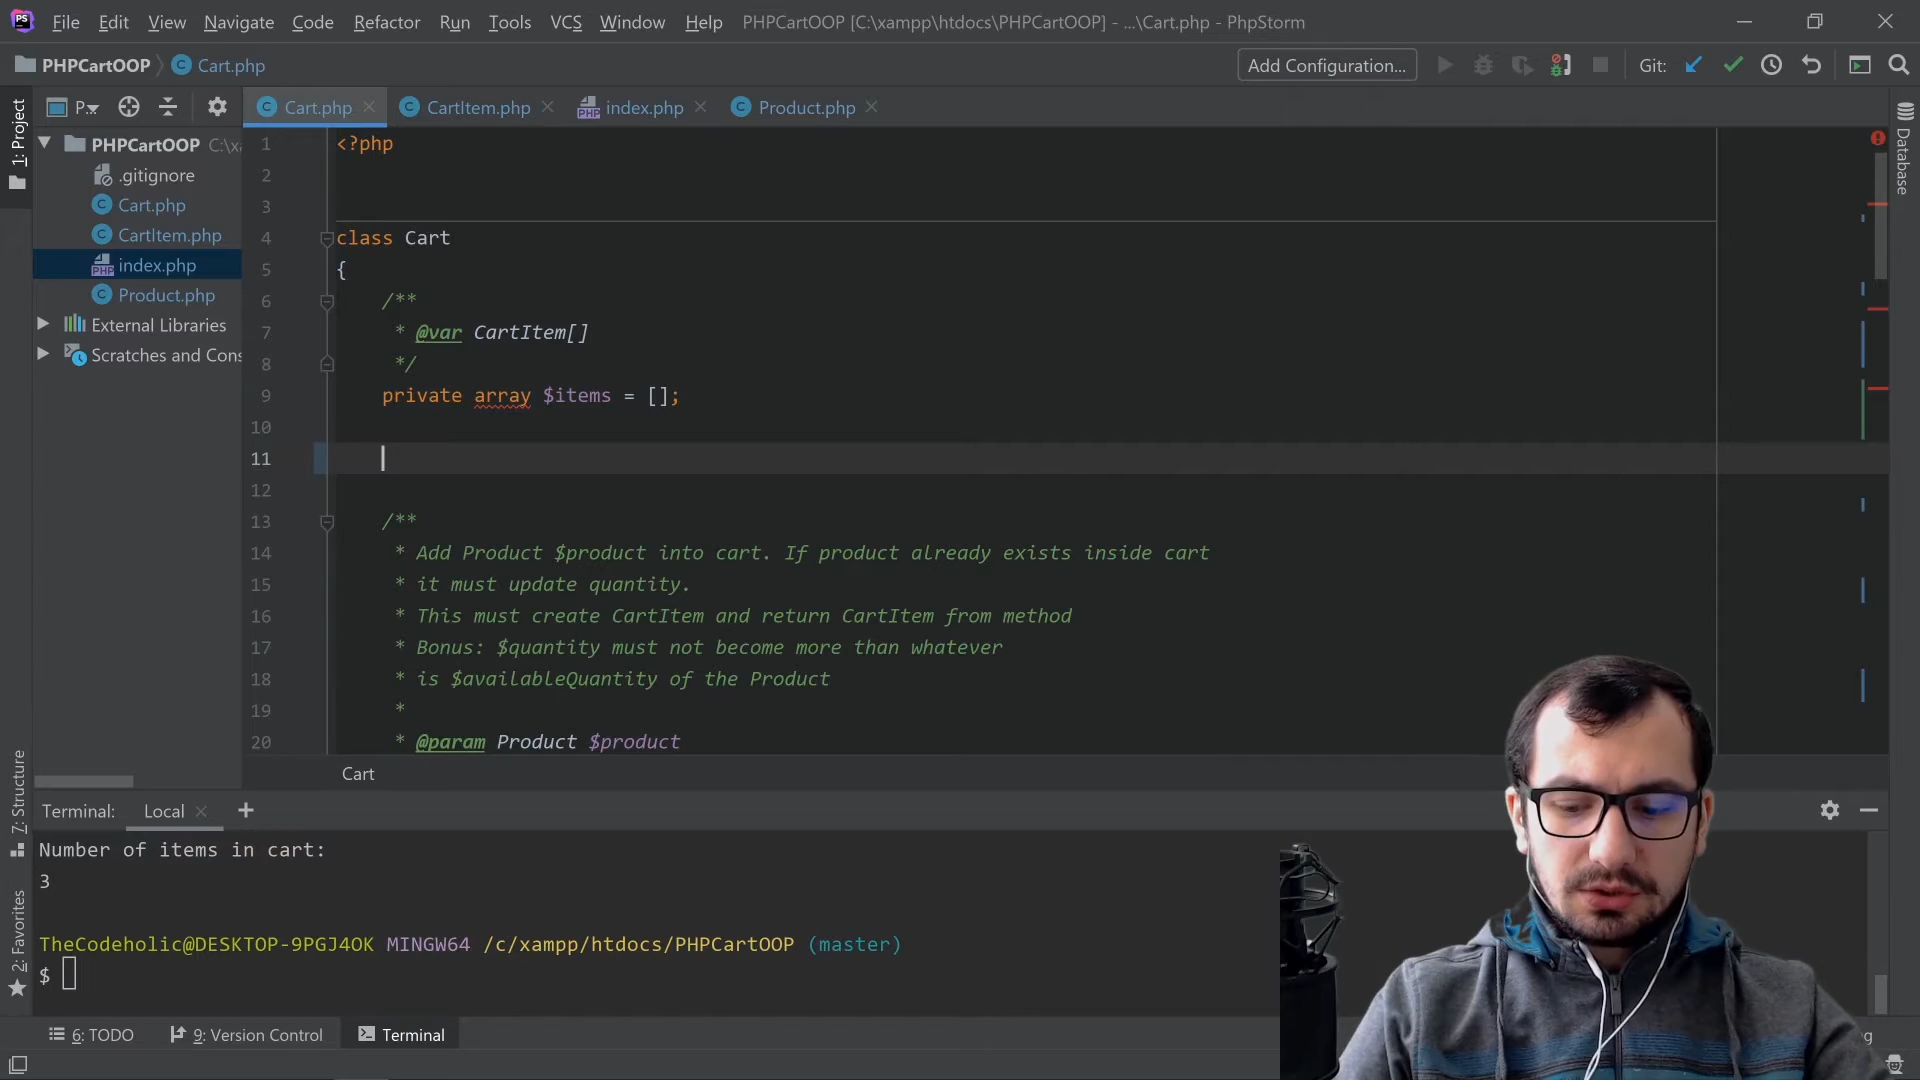 PS File Edit View Navigate Code Refactor Run Tools VCS Window Help PHPCartOOP [C:\xampp\htdocs\PHPCartOOP] - ...\Cart.php - PhpStorm
PHPCartOOP Cart.php Add Configuration... Git:
1: Project
P... Cart.php CartItem.php index.php Product.php
PHPCartOOP C:\xa
.gitignore
Cart.php
CartItem.php
index.php
Product.php
External Libraries
Scratches and Cons
Database
1 <?php
2
3
4 class Cart
5 {
6 /**
7 * @var CartItem[]
8 */
9 private array $items = [];
10
11
12
13 /**
14 * Add Product $product into cart. If product already exists inside cart
15 * it must update quantity.
16 * This must create CartItem and return CartItem from method
17 * Bonus: $quantity must not become more than whatever
18 * is $availableQuantity of the Product
19 *
20 * @param Product $product
Cart
7: Structure
2: Favorites
Terminal: Local
Number of items in cart:
3
TheCodeholic@DESKTOP-9PGJ4OK MINGW64 /c/xampp/htdocs/PHPCartOOP (master)
$
6: TODO 9: Version Control Terminal